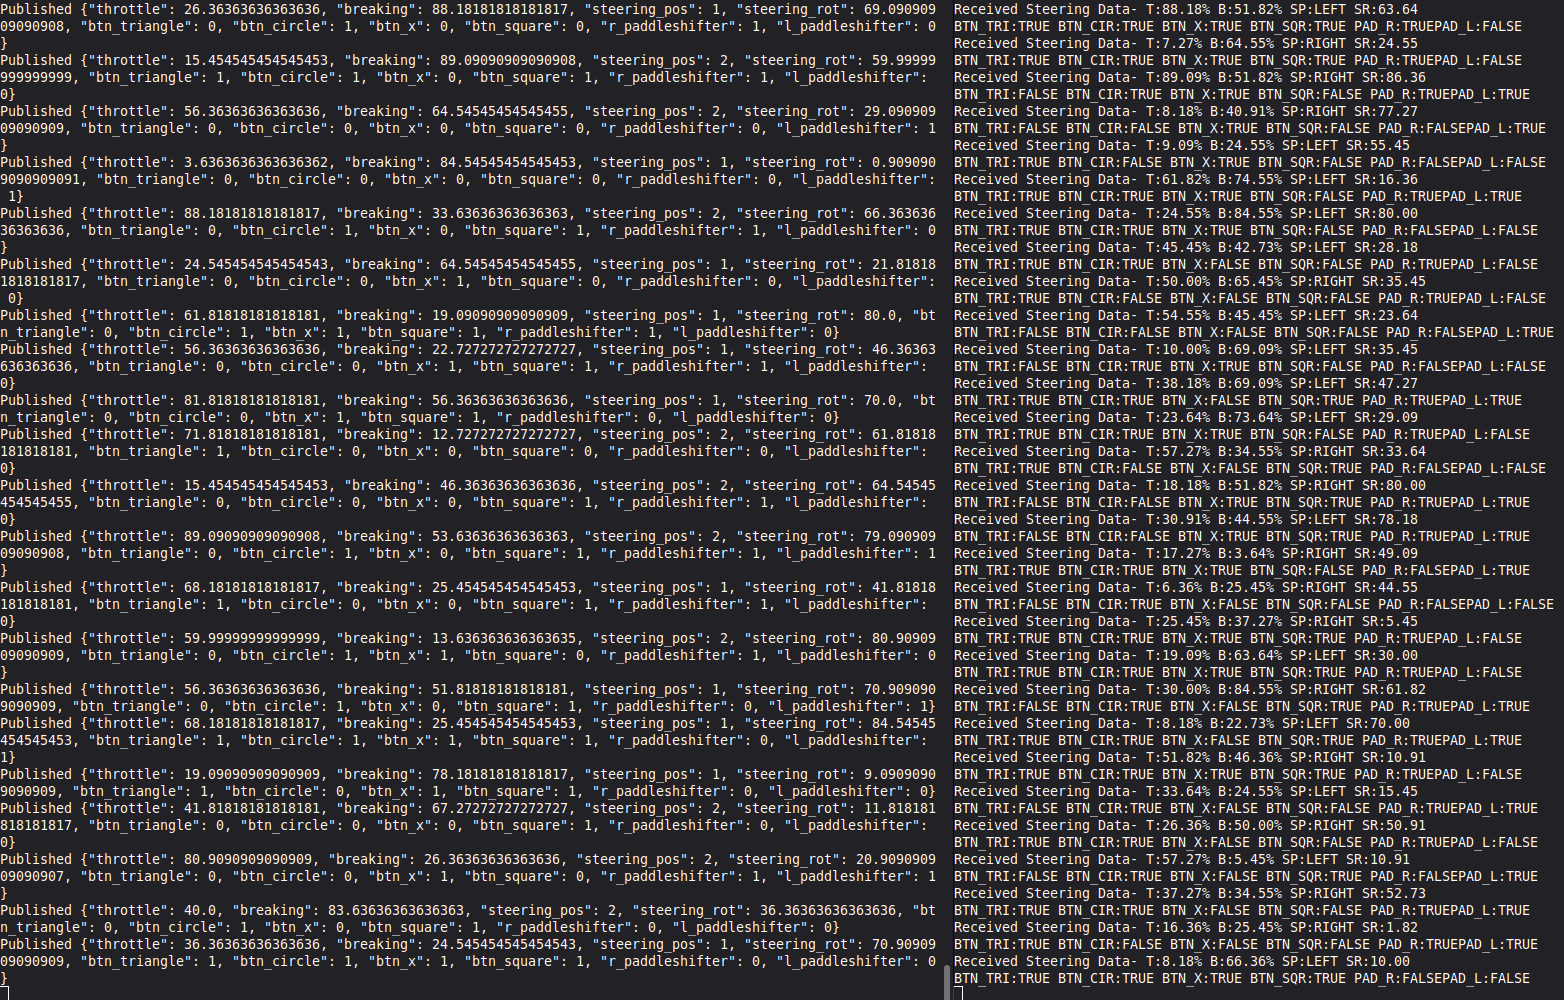 Published {"throttle": 26.36363636363636, "breaking": 88.18181818181817, "steering_pos": 1, "steering_rot": 69.090909
09090908, "btn_triangle": 0, "btn_circle": 1, "btn_x": 0, "btn_square": 0, "r_paddleshifter": 1, "l_paddleshifter": 0
}
Published {"throttle": 15.454545454545453, "breaking": 89.09090909090908, "steering_pos": 2, "steering_rot": 59.99999
999999999, "btn_triangle": 1, "btn_circle": 1, "btn_x": 0, "btn_square": 1, "r_paddleshifter": 1, "l_paddleshifter":
0}
Published {"throttle": 56.36363636363636, "breaking": 64.54545454545455, "steering_pos": 2, "steering_rot": 29.090909
09090909, "btn_triangle": 0, "btn_circle": 0, "btn_x": 0, "btn_square": 0, "r_paddleshifter": 0, "l_paddleshifter": 1
}
Published {"throttle": 3.6363636363636362, "breaking": 84.54545454545453, "steering_pos": 1, "steering_rot": 0.909090
9090909091, "btn_triangle": 0, "btn_circle": 0, "btn_x": 0, "btn_square": 0, "r_paddleshifter": 0, "l_paddleshifter":
1}
Published {"throttle": 88.18181818181817, "breaking": 33.63636363636363, "steering_pos": 2, "steering_rot": 66.363636
36363636, "btn_triangle": 0, "btn_circle": 1, "btn_x": 0, "btn_square": 1, "r_paddleshifter": 1, "l_paddleshifter": 0
}
Published {"throttle": 24.545454545454543, "breaking": 64.54545454545455, "steering_pos": 1, "steering_rot": 21.81818
181818817, "btn_triangle": 0, "btn_circle": 0, "btn_x": 1, "btn_square": 0, "r_paddleshifter": 0, "l_paddleshifter":
0}
Published {"throttle": 61.81818181818181, "breaking": 19.09090909090909, "steering_pos": 1, "steering_rot": 80.0, "bt
n_triangle": 0, "btn_circle": 1, "btn_x": 1, "btn_square": 1, "r_paddleshifter": 1, "l_paddleshifter": 0}
Published {"throttle": 56.36363636363636, "breaking": 22.727272727272727, "steering_pos": 1, "steering_rot": 46.36363
636363636, "btn_triangle": 0, "btn_circle": 0, "btn_x": 1, "btn_square": 1, "r_paddleshifter": 1, "l_paddleshifter":
0}
Published {"throttle": 81.81818181818181, "breaking": 56.36363636363636, "steering_pos": 1, "steering_rot": 70.0, "bt
n_triangle": 0, "btn_circle": 0, "btn_x": 1, "btn_square": 1, "r_paddleshifter": 0, "l_paddleshifter": 0}
Published {"throttle": 71.81818181818181, "breaking": 12.727272727272727, "steering_pos": 2, "steering_rot": 61.81818
181818181, "btn_triangle": 1, "btn_circle": 0, "btn_x": 0, "btn_square": 0, "r_paddleshifter": 0, "l_paddleshifter":
0}
Published {"throttle": 15.454545454545453, "breaking": 46.36363636363636, "steering_pos": 2, "steering_rot": 64.54545
454545455, "btn_triangle": 0, "btn_circle": 0, "btn_x": 0, "btn_square": 1, "r_paddleshifter": 1, "l_paddleshifter":
0}
Published {"throttle": 89.09090909090908, "breaking": 53.63636363636363, "steering_pos": 2, "steering_rot": 79.090909
09090908, "btn_triangle": 0, "btn_circle": 1, "btn_x": 0, "btn_square": 1, "r_paddleshifter": 1, "l_paddleshifter": 1
}
Published {"throttle": 68.18181818181817, "breaking": 25.454545454545453, "steering_pos": 1, "steering_rot": 41.81818
181818181, "btn_triangle": 1, "btn_circle": 0, "btn_x": 0, "btn_square": 1, "r_paddleshifter": 1, "l_paddleshifter":
0}
Published {"throttle": 59.99999999999999, "breaking": 13.636363636363635, "steering_pos": 2, "steering_rot": 80.90909
09090909, "btn_triangle": 0, "btn_circle": 1, "btn_x": 1, "btn_square": 0, "r_paddleshifter": 1, "l_paddleshifter": 0
}
Published {"throttle": 56.36363636363636, "breaking": 51.81818181818181, "steering_pos": 1, "steering_rot": 70.909090
9090909, "btn_triangle": 0, "btn_circle": 1, "btn_x": 0, "btn_square": 1, "r_paddleshifter": 0, "l_paddleshifter": 1}
Published {"throttle": 68.18181818181817, "breaking": 25.454545454545453, "steering_pos": 1, "steering_rot": 84.54545
454545453, "btn_triangle": 1, "btn_circle": 1, "btn_x": 1, "btn_square": 1, "r_paddleshifter": 0, "l_paddleshifter":
1}
Published {"throttle": 19.09090909090909, "breaking": 78.18181818181817, "steering_pos": 1, "steering_rot": 9.0909090
9090909, "btn_triangle": 1, "btn_circle": 0, "btn_x": 1, "btn_square": 1, "r_paddleshifter": 0, "l_paddleshifter": 0}
Published {"throttle": 41.81818181818181, "breaking": 67.27272727272727, "steering_pos": 2, "steering_rot": 11.818181
818181817, "btn_triangle": 0, "btn_circle": 0, "btn_x": 0, "btn_square": 1, "r_paddleshifter": 0, "l_paddleshifter":
0}
Published {"throttle": 80.9090909090909, "breaking": 26.36363636363636, "steering_pos": 2, "steering_rot": 20.9090909
09090907, "btn_triangle": 0, "btn_circle": 0, "btn_x": 1, "btn_square": 0, "r_paddleshifter": 1, "l_paddleshifter": 1
}
Published {"throttle": 40.0, "breaking": 83.63636363636363, "steering_pos": 2, "steering_rot": 36.36363636363636, "bt
n_triangle": 0, "btn_circle": 1, "btn_x": 0, "btn_square": 1, "r_paddleshifter": 0, "l_paddleshifter": 0}
Published {"throttle": 36.36363636363636, "breaking": 24.545454545454543, "steering_pos": 1, "steering_rot": 70.90909
09090909, "btn_triangle": 1, "btn_circle": 1, "btn_x": 1, "btn_square": 1, "r_paddleshifter": 0, "l_paddleshifter": 0
}
Received Steering Data- T:88.18% B:51.82% SP:LEFT SR:63.64
BTN_TRI:TRUE BTN_CIR:TRUE BTN_X:TRUE BTN_SQR:TRUE PAD_R:TRUEPAD_L:FALSE
Received Steering Data- T:7.27% B:64.55% SP:RIGHT SR:24.55
BTN_TRI:TRUE BTN_CIR:TRUE BTN_X:TRUE BTN_SQR:TRUE PAD_R:TRUEPAD_L:FALSE
Received Steering Data- T:89.09% B:51.82% SP:RIGHT SR:86.36
BTN_TRI:FALSE BTN_CIR:TRUE BTN_X:TRUE BTN_SQR:FALSE PAD_R:TRUEPAD_L:TRUE
Received Steering Data- T:8.18% B:40.91% SP:RIGHT SR:77.27
BTN_TRI:FALSE BTN_CIR:FALSE BTN_X:TRUE BTN_SQR:FALSE PAD_R:FALSEPAD_L:TRUE
Received Steering Data- T:9.09% B:24.55% SP:LEFT SR:55.45
BTN_TRI:TRUE BTN_CIR:FALSE BTN_X:TRUE BTN_SQR:FALSE PAD_R:FALSEPAD_L:FALSE
Received Steering Data- T:61.82% B:74.55% SP:LEFT SR:16.36
BTN_TRI:TRUE BTN_CIR:TRUE BTN_X:TRUE BTN_SQR:FALSE PAD_R:TRUEPAD_L:TRUE
Received Steering Data- T:24.55% B:84.55% SP:LEFT SR:80.00
BTN_TRI:TRUE BTN_CIR:TRUE BTN_X:TRUE BTN_SQR:FALSE PAD_R:FALSEPAD_L:FALSE
Received Steering Data- T:45.45% B:42.73% SP:LEFT SR:28.18
BTN_TRI:TRUE BTN_CIR:TRUE BTN_X:FALSE BTN_SQR:FALSE PAD_R:TRUEPAD_L:FALSE
Received Steering Data- T:50.00% B:65.45% SP:LEFT SR:35.45
BTN_TRI:TRUE BTN_CIR:FALSE BTN_X:FALSE BTN_SQR:FALSE PAD_R:TRUEPAD_L:FALSE
Received Steering Data- T:54.55% B:45.45% SP:LEFT SR:23.64
BTN_TRI:FALSE BTN_CIR:FALSE BTN_X:FALSE BTN_SQR:FALSE PAD_R:FALSEPAD_L:TRUE
Received Steering Data- T:10.00% B:69.09% SP:LEFT SR:35.45
BTN_TRI:FALSE BTN_CIR:TRUE BTN_X:TRUE BTN_SQR:FALSE PAD_R:FALSEPAD_L:FALSE
Received Steering Data- T:38.18% B:69.09% SP:LEFT SR:47.27
BTN_TRI:TRUE BTN_CIR:TRUE BTN_X:FALSE BTN_SQR:TRUE PAD_R:TRUEPAD_L:TRUE
Received Steering Data- T:23.64% B:73.64% SP:LEFT SR:29.09
BTN_TRI:TRUE BTN_CIR:TRUE BTN_X:TRUE BTN_SQR:FALSE PAD_R:TRUEPAD_L:FALSE
Received Steering Data- T:57.27% B:34.55% SP:RIGHT SR:33.64
BTN_TRI:TRUE BTN_CIR:FALSE BTN_X:FALSE BTN_SQR:TRUE PAD_R:TRUEPAD_L:FALSE
Received Steering Data- T:18.18% B:51.82% SP:RIGHT SR:80.00
BTN_TRI:FALSE BTN_CIR:FALSE BTN_X:TRUE BTN_SQR:TRUE PAD_R:TRUEPAD_L:TRUE
Received Steering Data- T:30.91% B:44.55% SP:LEFT SR:78.18
BTN_TRI:FALSE BTN_CIR:FALSE BTN_X:TRUE BTN_SQR:TRUE PAD_R:TRUEPAD_L:TRUE
Received Steering Data- T:17.27% B:3.64% SP:RIGHT SR:49.09
BTN_TRI:TRUE BTN_CIR:TRUE BTN_X:TRUE BTN_SQR:FALSE PAD_R:FALSEPAD_L:TRUE
Received Steering Data- T:6.36% B:25.45% SP:RIGHT SR:44.55
BTN_TRI:FALSE BTN_CIR:TRUE BTN_X:FALSE BTN_SQR:FALSE PAD_R:FALSEPAD_L:FALSE
Received Steering Data- T:25.45% B:37.27% SP:RIGHT SR:5.45
BTN_TRI:TRUE BTN_CIR:TRUE BTN_X:TRUE BTN_SQR:TRUE PAD_R:TRUEPAD_L:FALSE
Received Steering Data- T:19.09% B:63.64% SP:LEFT SR:30.00
BTN_TRI:TRUE BTN_CIR:TRUE BTN_X:TRUE BTN_SQR:TRUE PAD_R:TRUEPAD_L:FALSE
Received Steering Data- T:30.00% B:84.55% SP:RIGHT SR:61.82
BTN_TRI:FALSE BTN_CIR:TRUE BTN_X:FALSE BTN_SQR:TRUE PAD_R:TRUEPAD_L:TRUE
Received Steering Data- T:8.18% B:22.73% SP:LEFT SR:70.00
BTN_TRI:TRUE BTN_CIR:TRUE BTN_X:FALSE BTN_SQR:TRUE PAD_R:TRUEPAD_L:TRUE
Received Steering Data- T:51.82% B:46.36% SP:RIGHT SR:10.91
BTN_TRI:TRUE BTN_CIR:TRUE BTN_X:TRUE BTN_SQR:TRUE PAD_R:TRUEPAD_L:FALSE
Received Steering Data- T:33.64% B:24.55% SP:LEFT SR:15.45
BTN_TRI:FALSE BTN_CIR:TRUE BTN_X:FALSE BTN_SQR:FALSE PAD_R:TRUEPAD_L:TRUE
Received Steering Data- T:26.36% B:50.00% SP:RIGHT SR:50.91
BTN_TRI:TRUE BTN_CIR:FALSE BTN_X:TRUE BTN_SQR:TRUE PAD_R:TRUEPAD_L:FALSE
Received Steering Data- T:57.27% B:5.45% SP:LEFT SR:10.91
BTN_TRI:FALSE BTN_CIR:TRUE BTN_X:TRUE BTN_SQR:TRUE PAD_R:FALSEPAD_L:TRUE
Received Steering Data- T:37.27% B:34.55% SP:RIGHT SR:52.73
BTN_TRI:TRUE BTN_CIR:TRUE BTN_X:FALSE BTN_SQR:FALSE PAD_R:TRUEPAD_L:TRUE
Received Steering Data- T:16.36% B:25.45% SP:LEFT SR:1.82
BTN_TRI:TRUE BTN_CIR:FALSE BTN_X:FALSE BTN_SQR:FALSE PAD_R:TRUEPAD_L:TRUE
Received Steering Data- T:8.18% B:66.36% SP:LEFT SR:10.00
BTN_TRI:TRUE BTN_CIR:TRUE BTN_X:TRUE BTN_SQR:TRUE PAD_R:FALSEPAD_L:FALSE